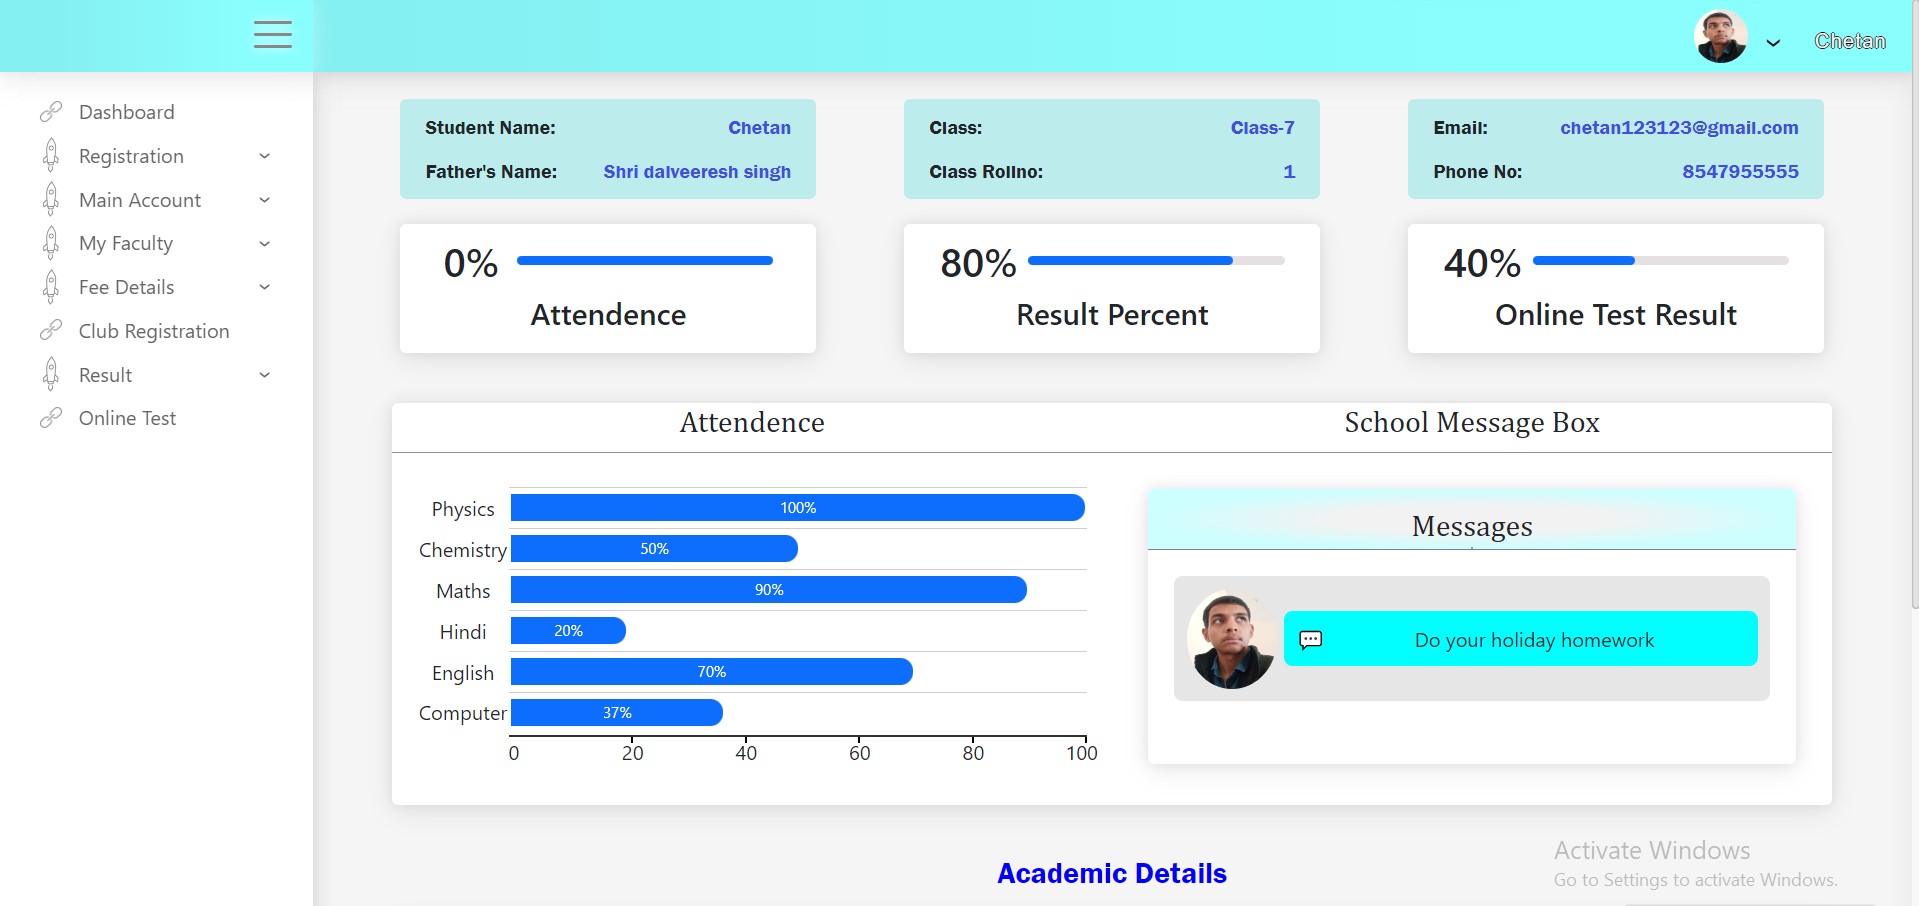 Chetan
Dashboard
Registration
Main Account
My Faculty
Fee Details
Club Registration
Result
Online Test
Student Name: Chetan
Father's Name: Shri dalveeresh singh
Class: Class-7
Class Rollno: 1
Email: chetan123123@gmail.com
Phone No: 8547955555
0%
Attendence
80%
Result Percent
40%
Online Test Result
Attendence
Physics 100%
Chemistry 50%
Maths 90%
Hindi 20%
English 70%
Computer 37%
0 20 40 60 80 100
School Message Box
Messages
Do your holiday homework
Academic Details
Activate Windows
Go to Settings to activate Windows.